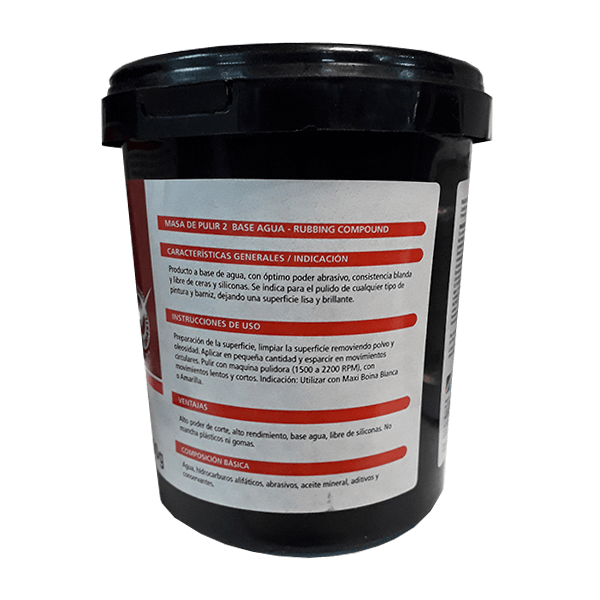 MASA DE PULIR 2 BASE AGUA - RUBBING COMPOUND
CARACTERÍSTICAS GENERALES / INDICACIÓN
Producto a base de agua, con óptimo poder abrasivo, consistencia blanda
y libre de ceras y siliconas. Se indica para el pulido de cualquier tipo de
pintura y barniz, dejando una superficie lisa y brillante.
INSTRUCCIONES DE USO
Preparación de la superficie, limpiar la superficie removiendo polvo y
oleosidad. Aplicar en pequeña cantidad y esparcir en movimientos
circulares. Pulir con maquina pulidora (1500 a 2200 RPM), con
movimientos lentos y cortos. Indicación: Utilizar con Maxi Boina Blanca
o Amarilla.
VENTAJAS
Alto poder de corte, alto rendimiento, base agua, libre de siliconas. No
mancha plásticos ni gomas.
COMPOSICIÓN BÁSICA
Agua, hidrocarburos alifáticos, abrasivos, aceite mineral, aditivos y
conservantes.